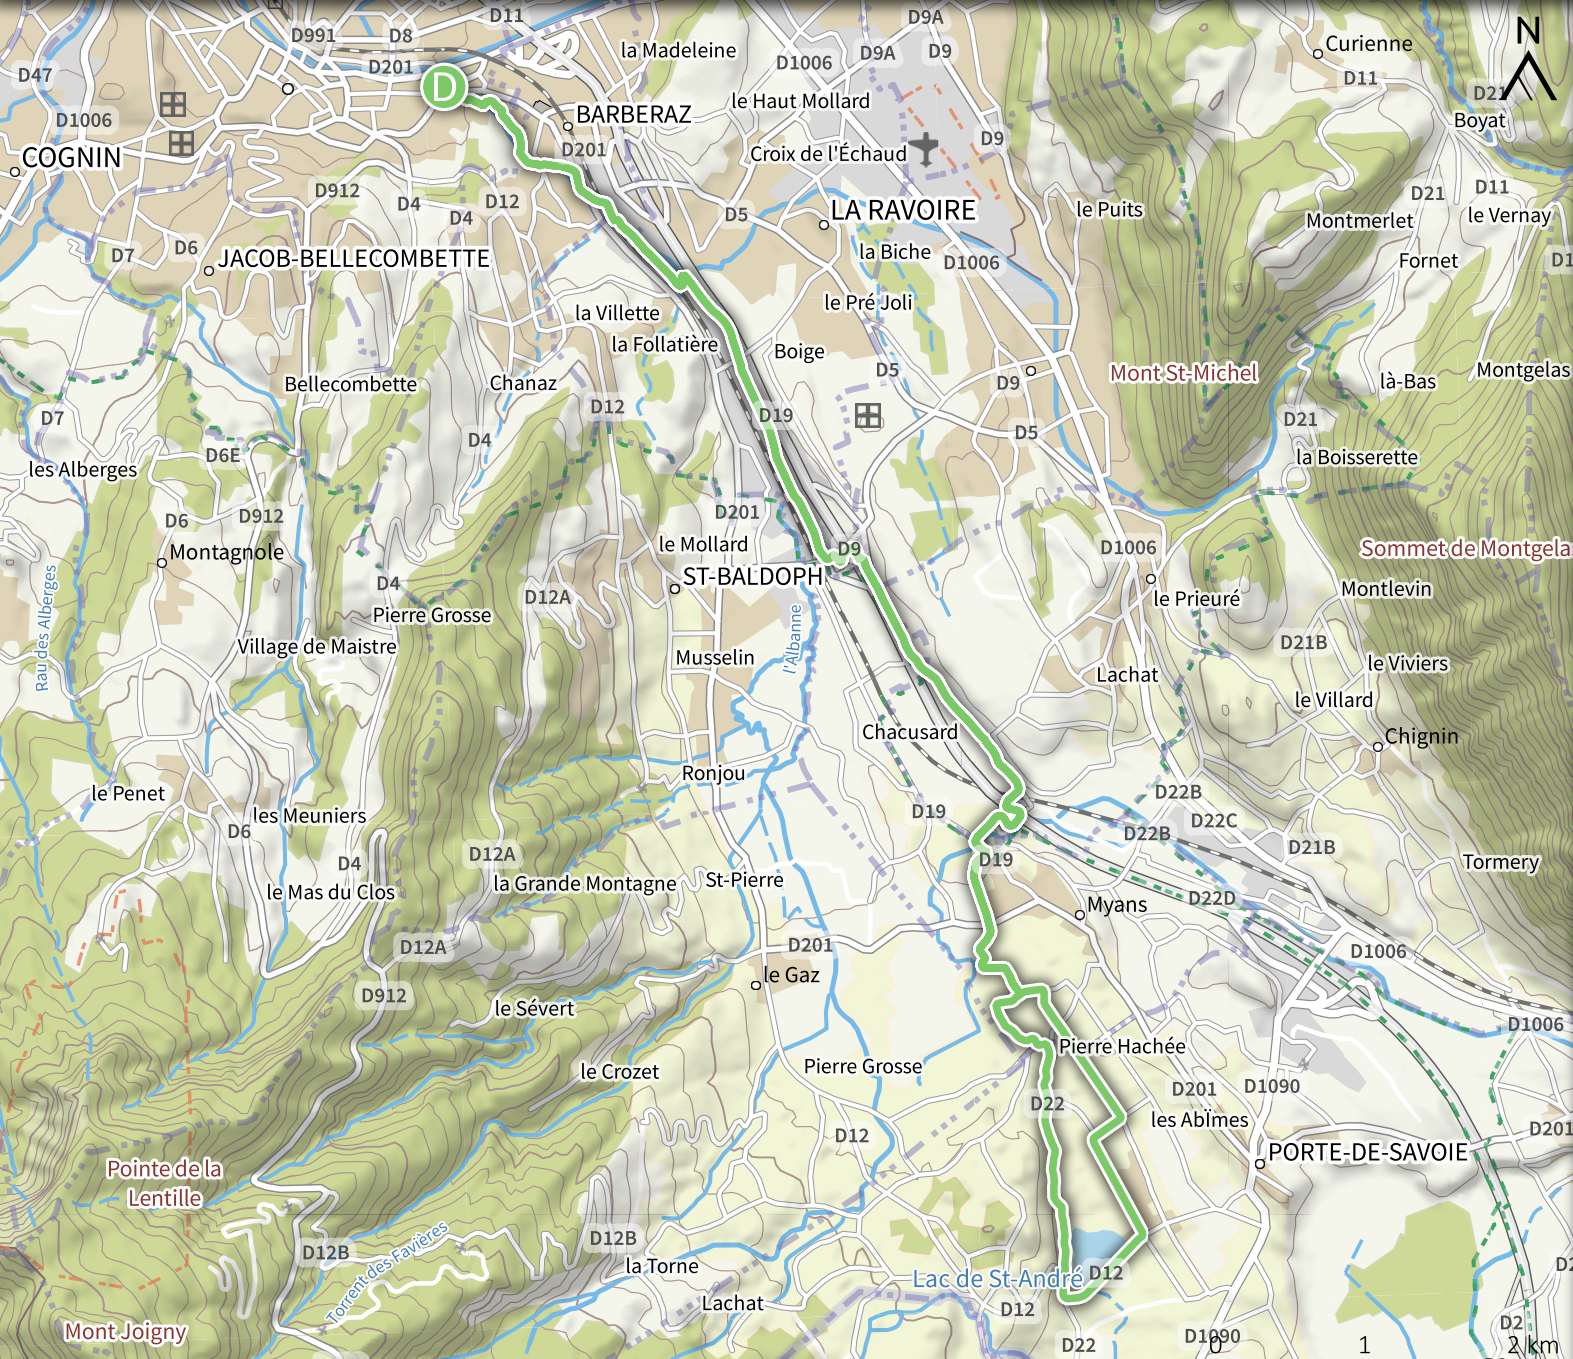 D11
D9A
D991
D8
D9A
D9
Curienne
N
la Madeleine
D1006
D47
D201
D
D11
D21
le Haut Mollard
BARBERAZ
D1006
Boyat
D201
Croix de l'Échaud
D9
COGNIN
D912
D4
D12
D4
D5
LA RAVOIRE
le Puits
D21
D11
Montmerlet
le Vernay
D7
D6
JACOB-BELLECOMBETTE
la Biche
D1006
Fornet
D1
la Villette
le Pré Joli
la Follatière
Boige
D5
Mont St-Michel
Bellecombette
Chanaz
D9
là-Bas
Montgelas
D7
D12
D19
D21
D4
D5
D6E
les Alberges
la Boisserette
D6
D912
D201
Montagnole
le Mollard
D9
D1006
Sommet de Montgela
ST-BALDOPH
D4
D12A
le Prieuré
Montlevin
Pierre Grosse
Rau des Alberges
l'Albanne
Village de Maistre
Musselin
D21B
le Viviers
Lachat
le Villard
Chacusard
Chignin
le Penet
Ronjou
D22B
les Meuniers
D19
D22C
D6
D22B
D21B
D4
D12A
D19
Tormery
le Mas du Clos
la Grande Montagne
St-Pierre
Myans
D22D
D12A
D201
D1006
D912
le Gaz
le Sévert
D1006
Pierre Hachée
le Crozet
Pierre Grosse
D201
D1090
D22
les AbÏmes
D12
D201
PORTE-DE-SAVOIE
Pointe de la
Lentille
D12B
Torrent des Favières
D12B
la Torne
Lac de St-André
D12
D2
Lachat
D12
Mont Joigny
D22
D1090
D2
0
1
2 km